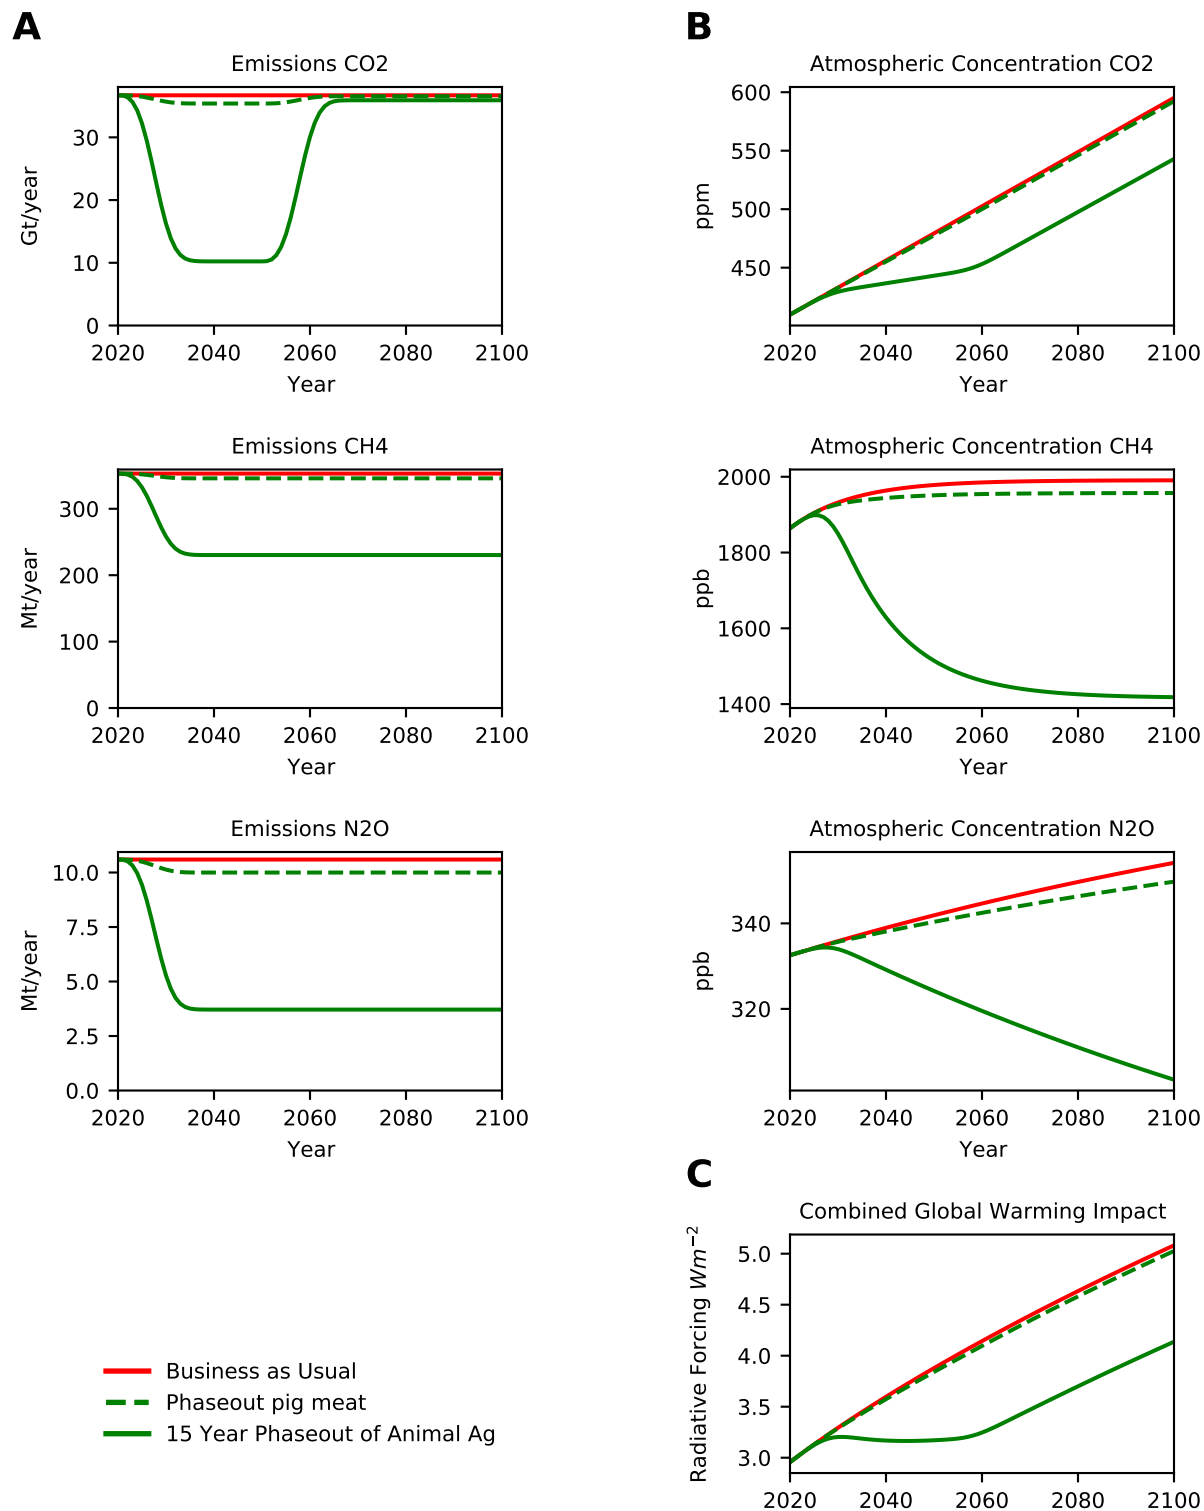 A
B
Emissions CO2
Gt/year
0
10
20
30
2020 2040 2060 2080 2100
Year
Atmospheric Concentration CO2
ppm
450
500
550
600
2020 2040 2060 2080 2100
Year
Emissions CH4
Mt/year
0
100
200
300
2020 2040 2060 2080 2100
Year
Atmospheric Concentration CH4
ppb
1400
1600
1800
2000
2020 2040 2060 2080 2100
Year
Emissions N2O
Mt/year
0.0
2.5
5.0
7.5
10.0
2020 2040 2060 2080 2100
Year
Atmospheric Concentration N2O
ppb
320
340
2020 2040 2060 2080 2100
Year
C
Combined Global Warming Impact
Radiative Forcing Wm⁻²
3.0
3.5
4.0
4.5
5.0
2020 2040 2060 2080 2100
Business as Usual
Phaseout pig meat
15 Year Phaseout of Animal Ag